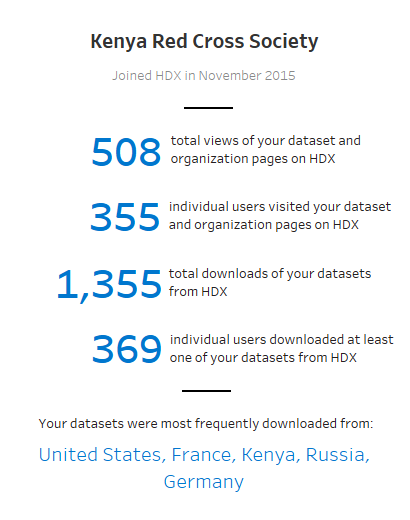 Kenya Red Cross Society
Joined HDX in November 2015
508 total views of your dataset and
organization pages on HDX
355 individual users visited your dataset
and organization pages on HDX
1,355 total downloads of your datasets
from HDX
369 individual users downloaded at least
one of your datasets from HDX
Your datasets were most frequently downloaded from:
United States, France, Kenya, Russia,
Germany